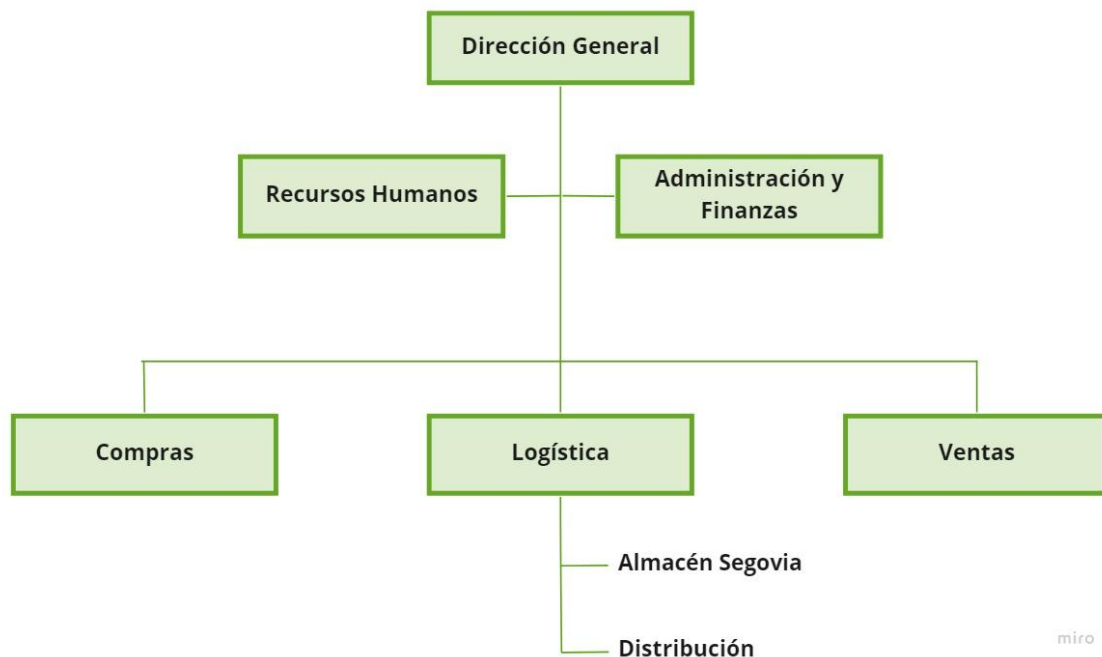 Dirección General
Recursos Humanos
Administración y
Finanzas
Compras
Logística
Ventas
Almacén Segovia
Distribución
miro